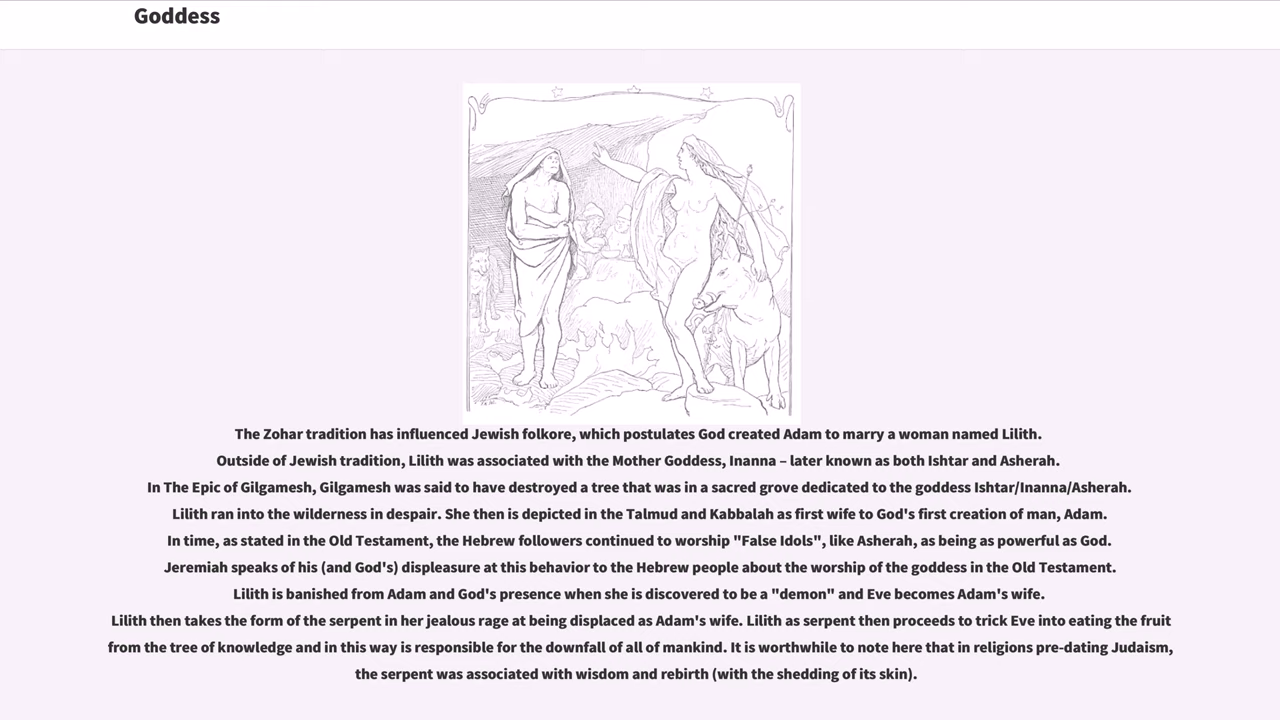 Goddess
The Zohar tradition has influenced Jewish folkore, which postulates God created Adam to marry a woman named Lilith.
Outside of Jewish tradition, Lilith was associated with the Mother Goddess, Inanna – later known as both Ishtar and Asherah.
In The Epic of Gilgamesh, Gilgamesh was said to have destroyed a tree that was in a sacred grove dedicated to the goddess Ishtar/Inanna/Asherah.
Lilith ran into the wilderness in despair. She then is depicted in the Talmud and Kabbalah as first wife to God's first creation of man, Adam.
In time, as stated in the Old Testament, the Hebrew followers continued to worship "False Idols", like Asherah, as being as powerful as God.
Jeremiah speaks of his (and God's) displeasure at this behavior to the Hebrew people about the worship of the goddess in the Old Testament.
Lilith is banished from Adam and God's presence when she is discovered to be a "demon" and Eve becomes Adam's wife.
Lilith then takes the form of the serpent in her jealous rage at being displaced as Adam's wife. Lilith as serpent then proceeds to trick Eve into eating the fruit
from the tree of knowledge and in this way is responsible for the downfall of all of mankind. It is worthwhile to note here that in religions pre-dating Judaism,
the serpent was associated with wisdom and rebirth (with the shedding of its skin).